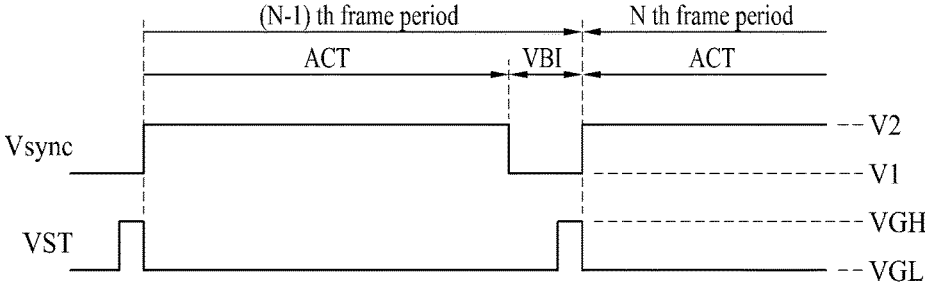 (N-1) th frame period
N th frame period
ACT
VBI
ACT
Vsync
V2
V1
VST
VGH
VGL